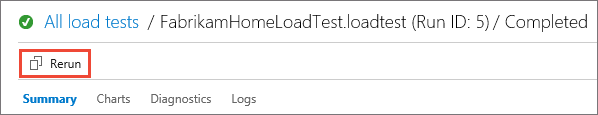 All load tests / FabrikamHomeLoadTest.loadtest (Run ID: 5) / Completed
Rerun
Summary Charts Diagnostics Logs